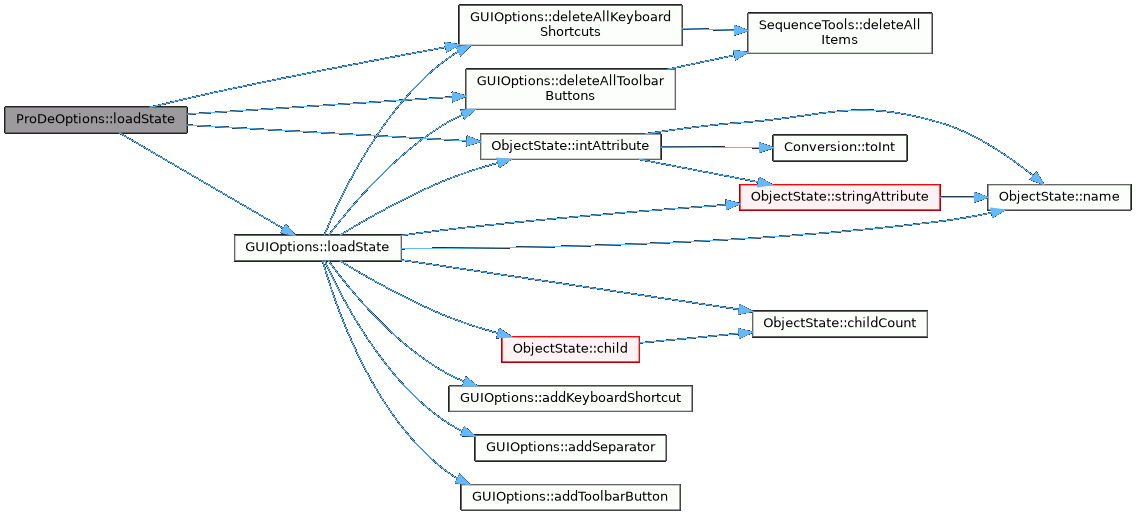 GUIOptions::deleteAllKeyboard
Shortcuts
SequenceTools::deleteAll
Items
GUIOptions::deleteAllToolbar
Buttons
ProDeOptions::loadState
ObjectState::intAttribute
Conversion::toInt
ObjectState::stringAttribute
ObjectState::name
GUIOptions::loadState
ObjectState::childCount
ObjectState::child
GUIOptions::addKeyboardShortcut
GUIOptions::addSeparator
GUIOptions::addToolbarButton